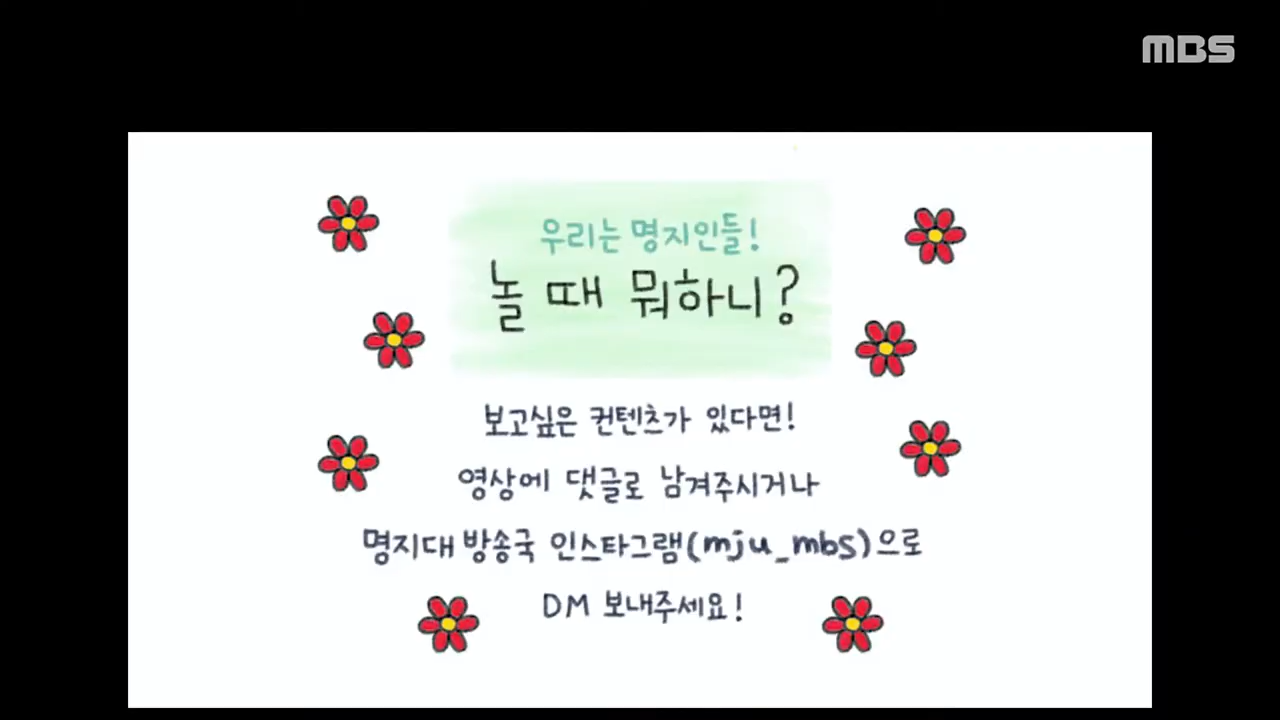 MBS
우리는 명지인들!
놀 때 뭐하니?
보고싶은 컨텐츠가 있다면!
영상에 댓글로 남겨주시거나
명지대 방송국 인스타그램(mju_mbs)으로
DM 보내주세요!